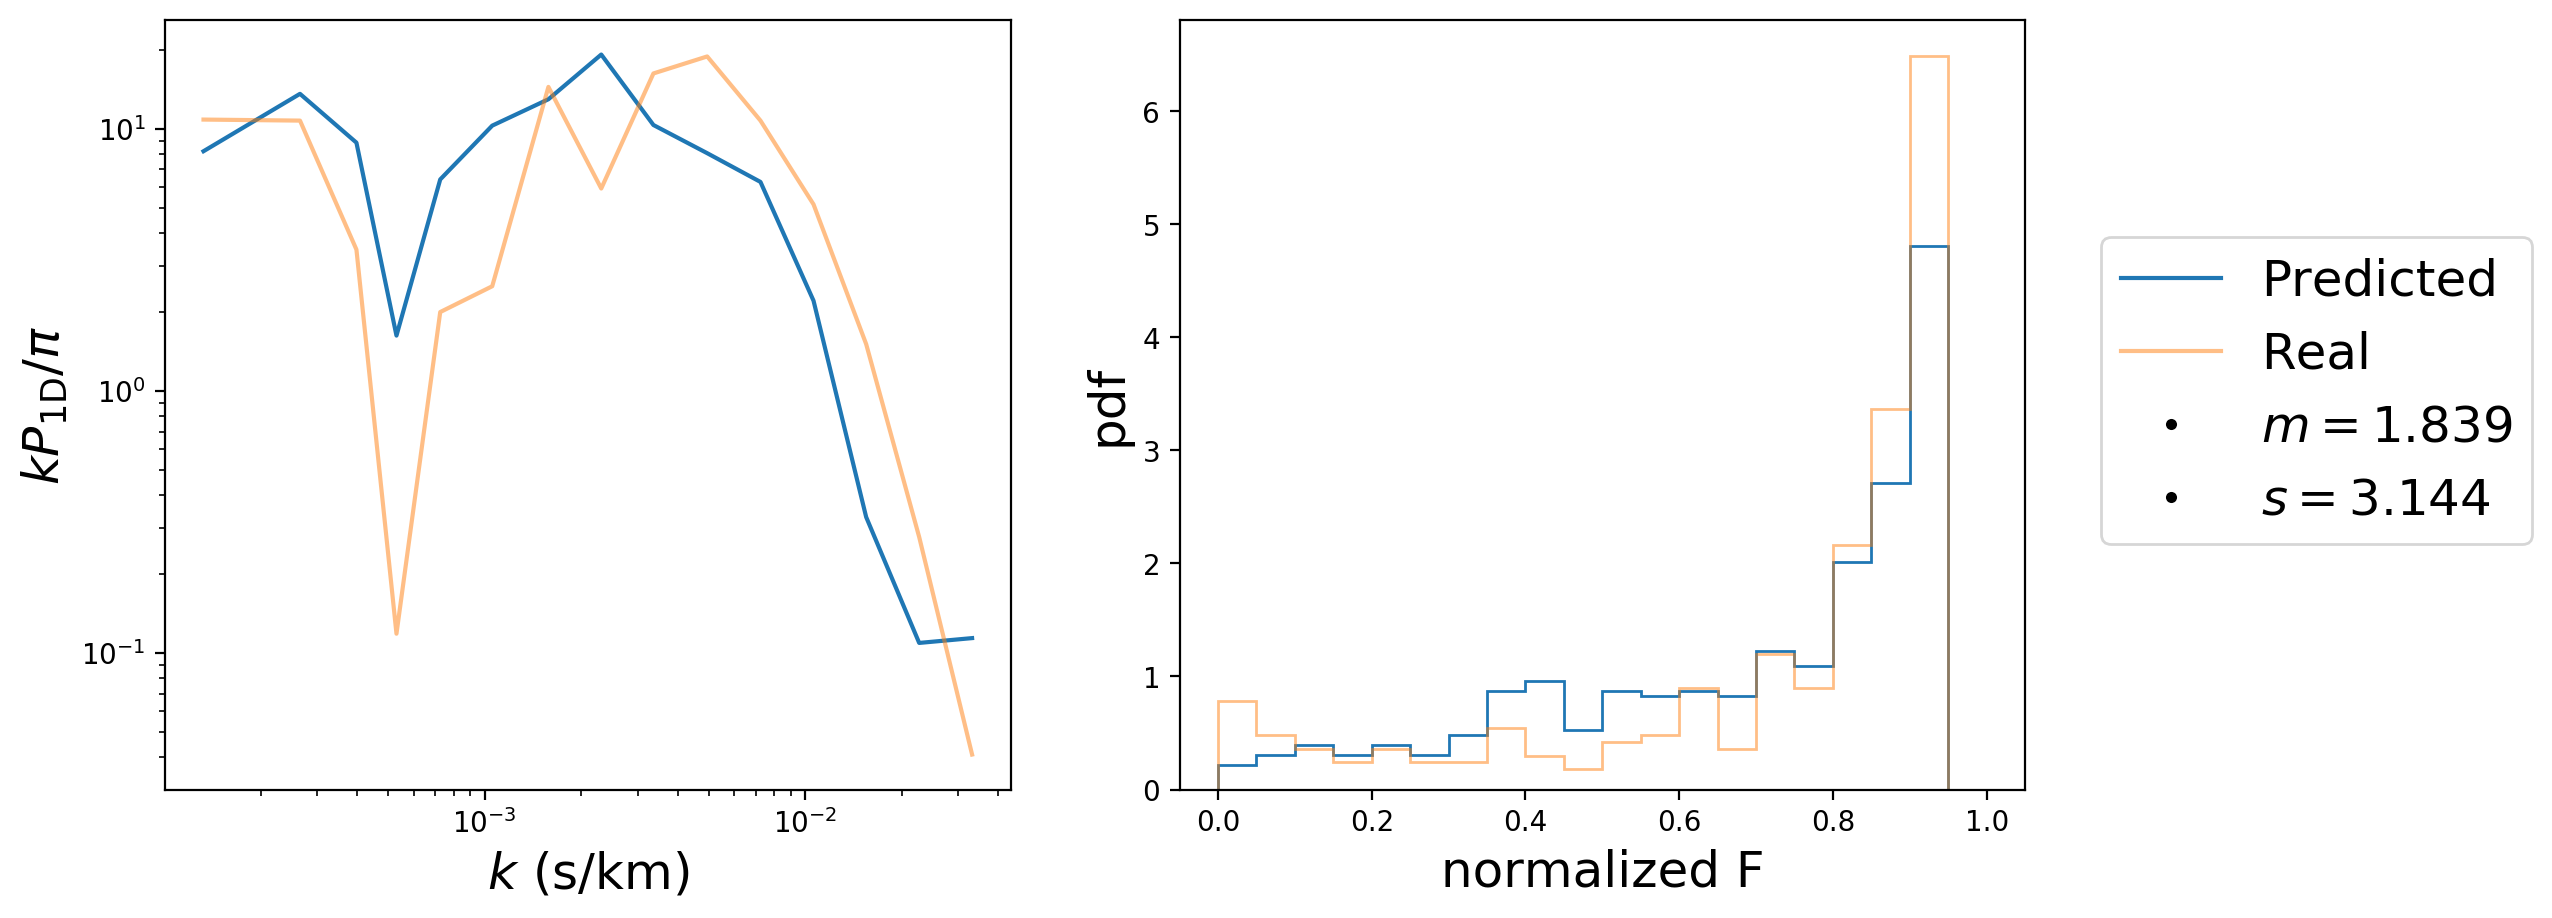 kP_{1D}/π
10^1
10^0
10^{-1}
10^{-3}
10^{-2}
k (s/km)
pdf
6
5
4
3
2
1
0
0.0
0.2
0.4
0.6
0.8
1.0
normalized F
Predicted
Real
m = 1.839
s = 3.144